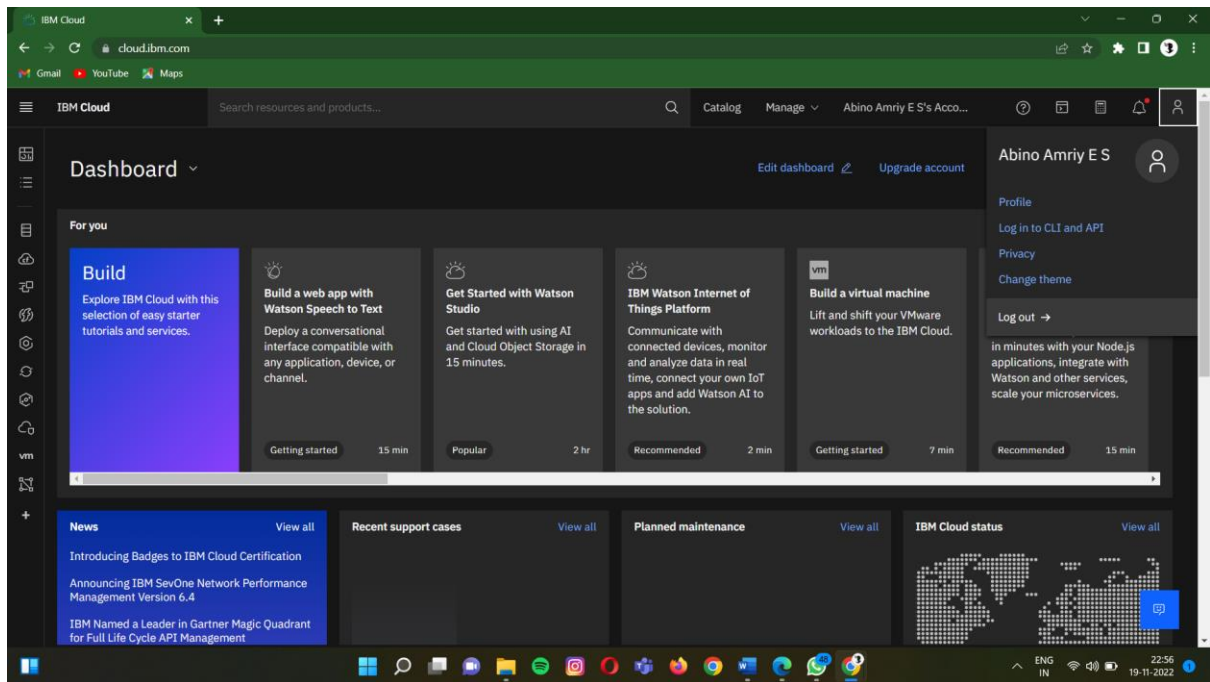 IBM Cloud
cloud.ibm.com
Gmail YouTube Maps
IBM Cloud
Search resources and products...
Catalog Manage Abino Amriy E S's Acco...
Abino Amriy E S
Profile
Log in to CLI and API
Privacy
Change theme
Log out →
Dashboard
Edit dashboard Upgrade account
For you
Build
Explore IBM Cloud with this
selection of easy starter
tutorials and services.
Build a web app with
Watson Speech to Text
Deploy a conversational
interface compatible with
any application, device, or
channel.
Getting started 15 min
Get Started with Watson
Studio
Get started with using AI
and Cloud Object Storage in
15 minutes.
Popular 2 hr
IBM Watson Internet of
Things Platform
Communicate with
connected devices, monitor
and analyze data in real
time, connect your own IoT
apps and add Watson AI to
the solution.
Recommended 2 min
vm
Build a virtual machine
Lift and shift your VMware
workloads to the IBM Cloud.
Getting started 7 min
in minutes with your Node.js
applications, integrate with
Watson and other services,
scale your microservices.
Recommended 15 min
vm
News View all
Introducing Badges to IBM Cloud Certification
Announcing IBM SevOne Network Performance
Management Version 6.4
IBM Named a Leader in Gartner Magic Quadrant
for Full Life Cycle API Management
Recent support cases View all
Planned maintenance View all
IBM Cloud status View all
ENG
IN
22:56
19-11-2022